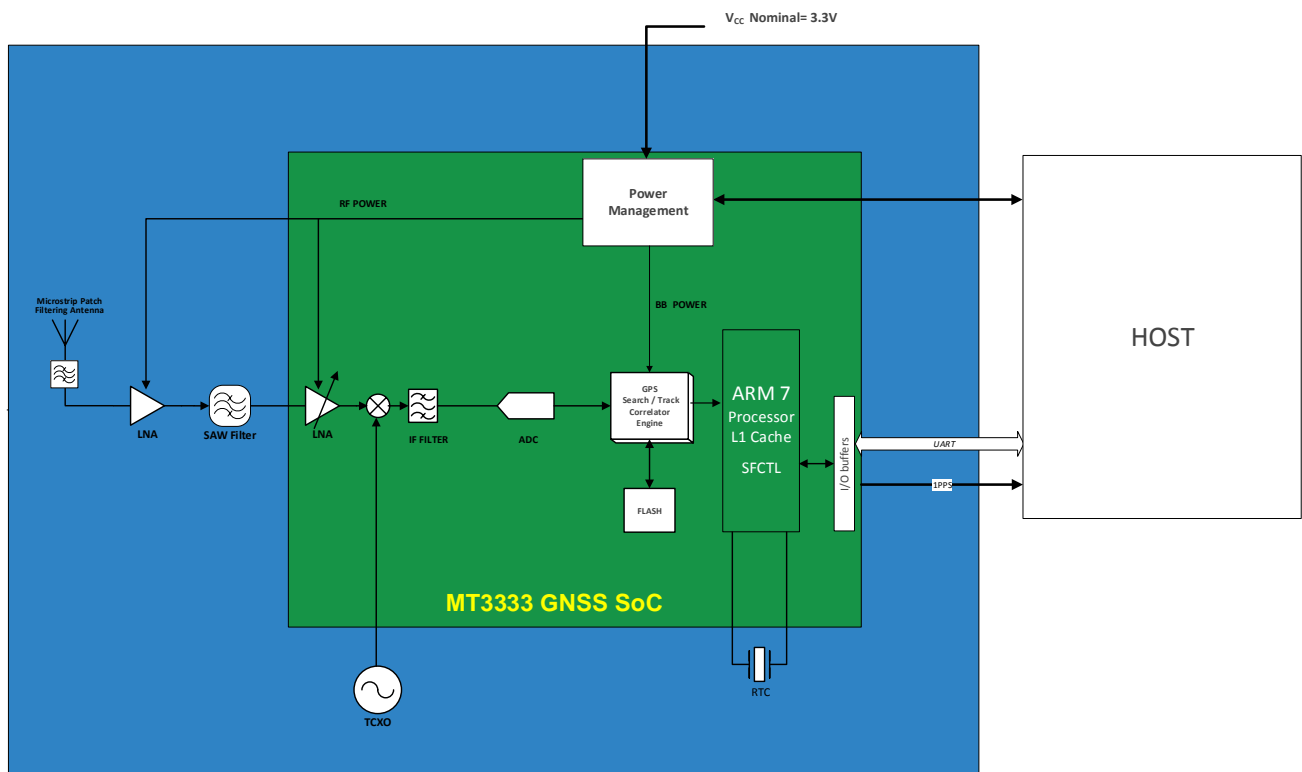 VCC Nominal= 3.3V
Power
Management
RF POWER
BB  POWER
Microstrip Patch
Filtering Antenna
LNA
SAW Filter
LNA
IF FILTER
ADC
GPS
Search / Track
Correlator
Engine
FLASH
ARM 7
Processor
L1 Cache
SFCTL
I/O buffers
UART
1PPS
HOST
MT3333 GNSS SoC
TCXO
RTC